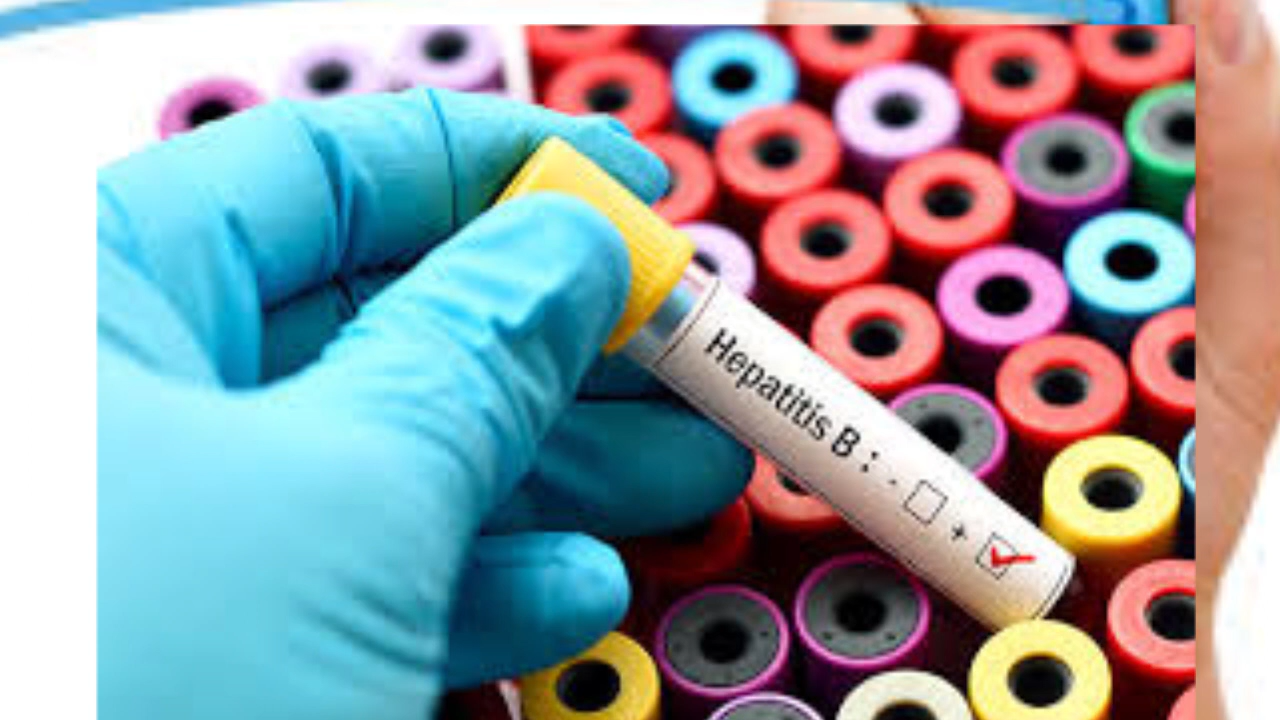 Hepatitis B : - ☐ + ☑